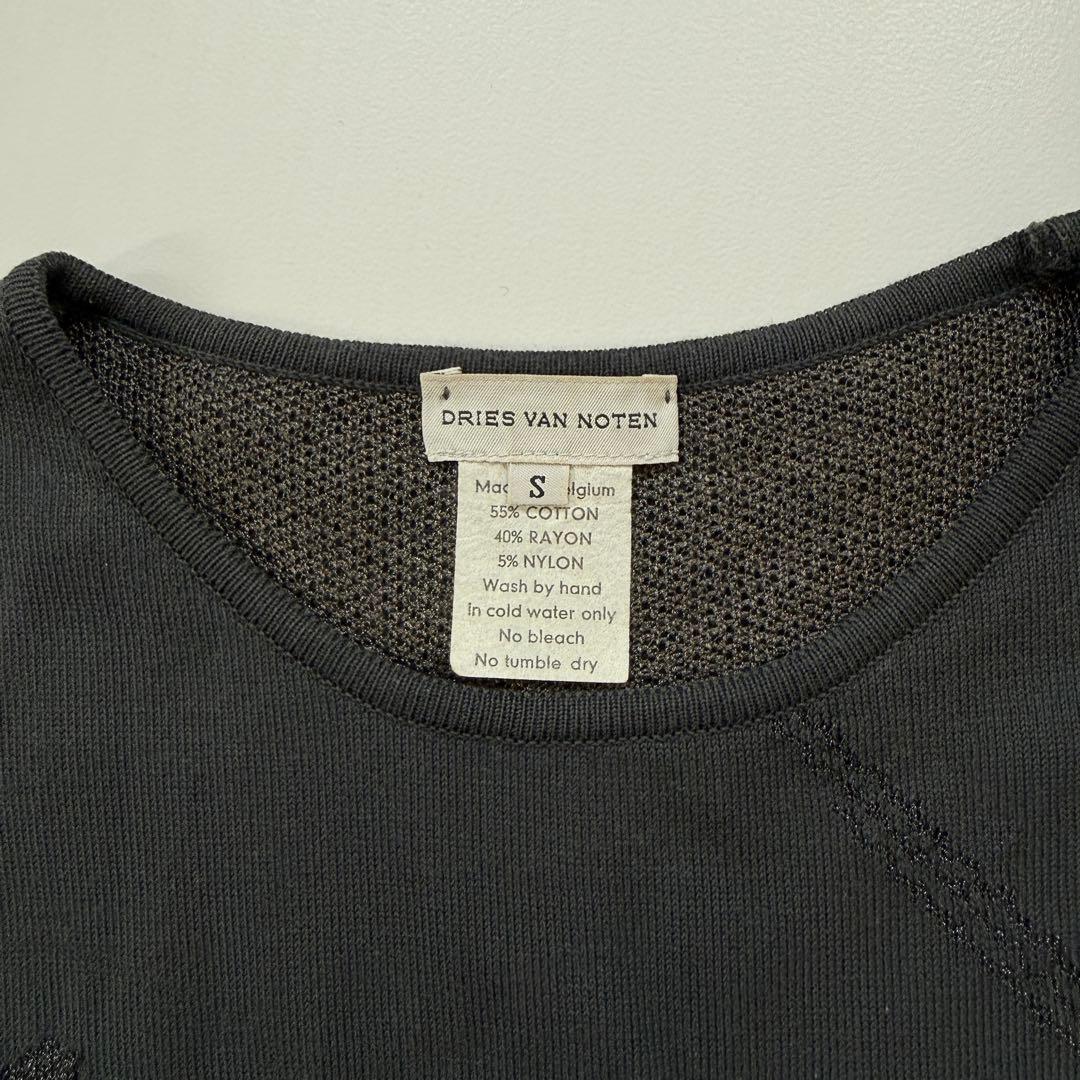 DRIES VAN NOTEN
S
Mac elgium
55% COTTON
40% RAYON
5% NYLON
Wash by hand
In cold water only
No bleach
No tumble dry